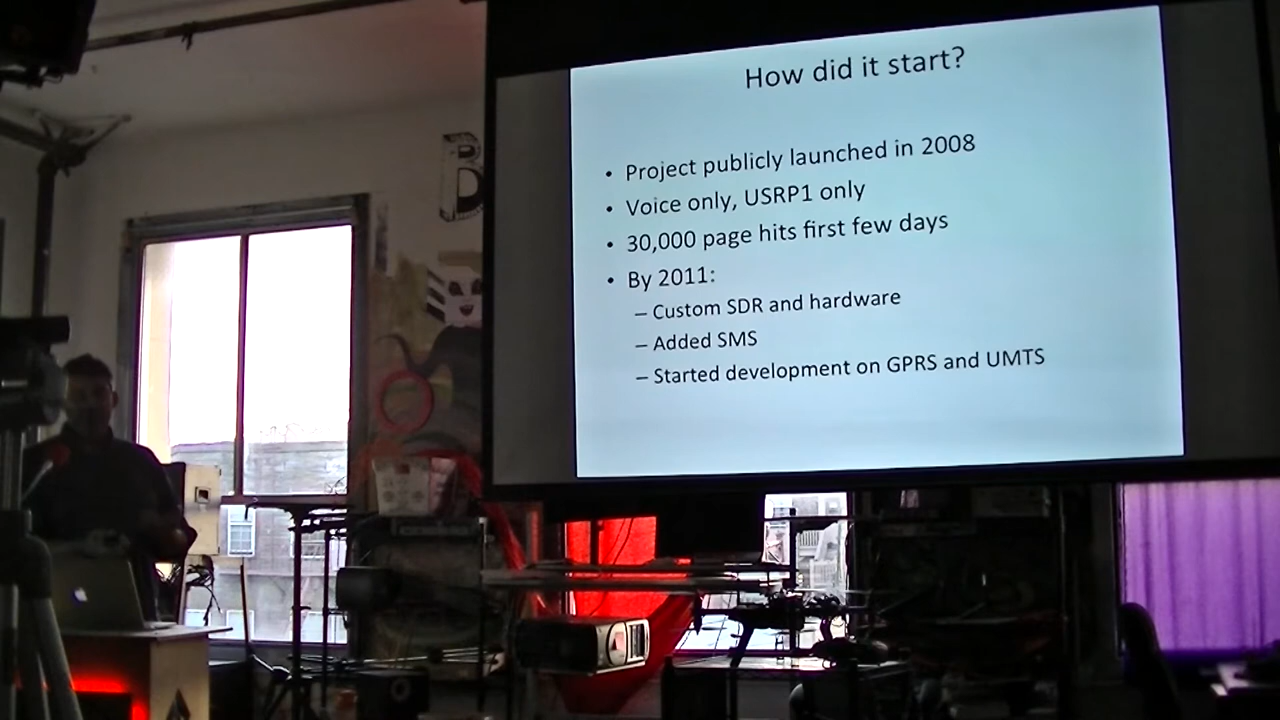 How did it start?
• Project publicly launched in 2008
• Voice only, USRP1 only
• 30,000 page hits first few days
• By 2011:
– Custom SDR and hardware
– Added SMS
– Started development on GPRS and UMTS
B